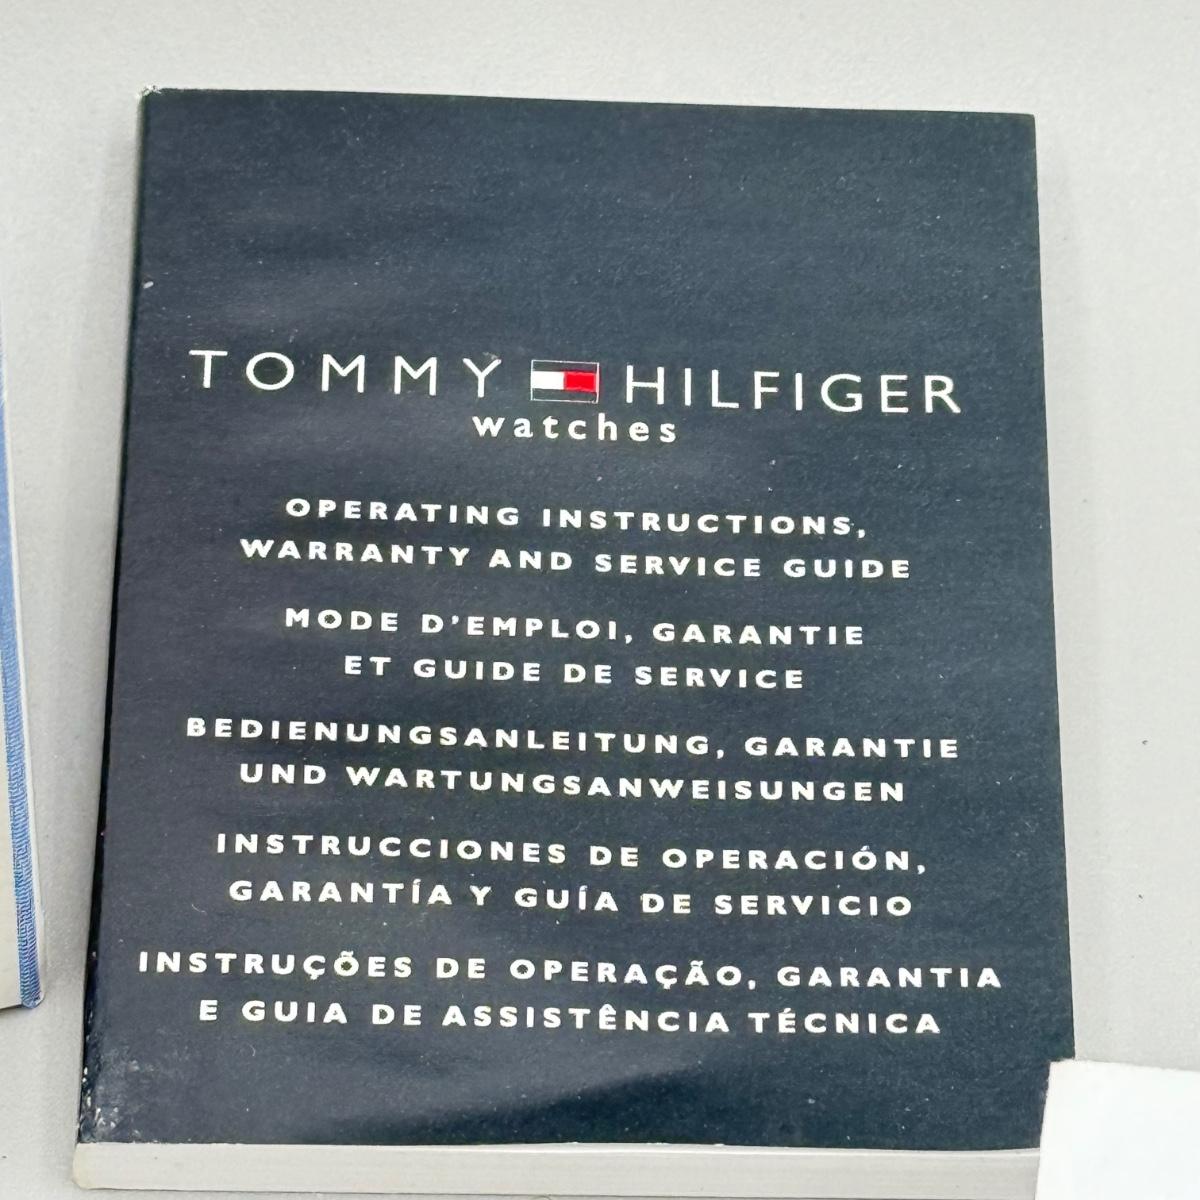 TOMMY HILFIGER
watches
OPERATING INSTRUCTIONS,
WARRANTY AND SERVICE GUIDE
MODE D'EMPLOI, GARANTIE
ET GUIDE DE SERVICE
BEDIENUNGSANLEITUNG, GARANTIE
UND WARTUNGSANWEISUNGEN
INSTRUCCIONES DE OPERACIÓN,
GARANTÍA Y GUÍA DE SERVICIO
INSTRUÇÕES DE OPERAÇÃO, GARANTIA
E GUIA DE ASSISTÊNCIA TÉCNICA